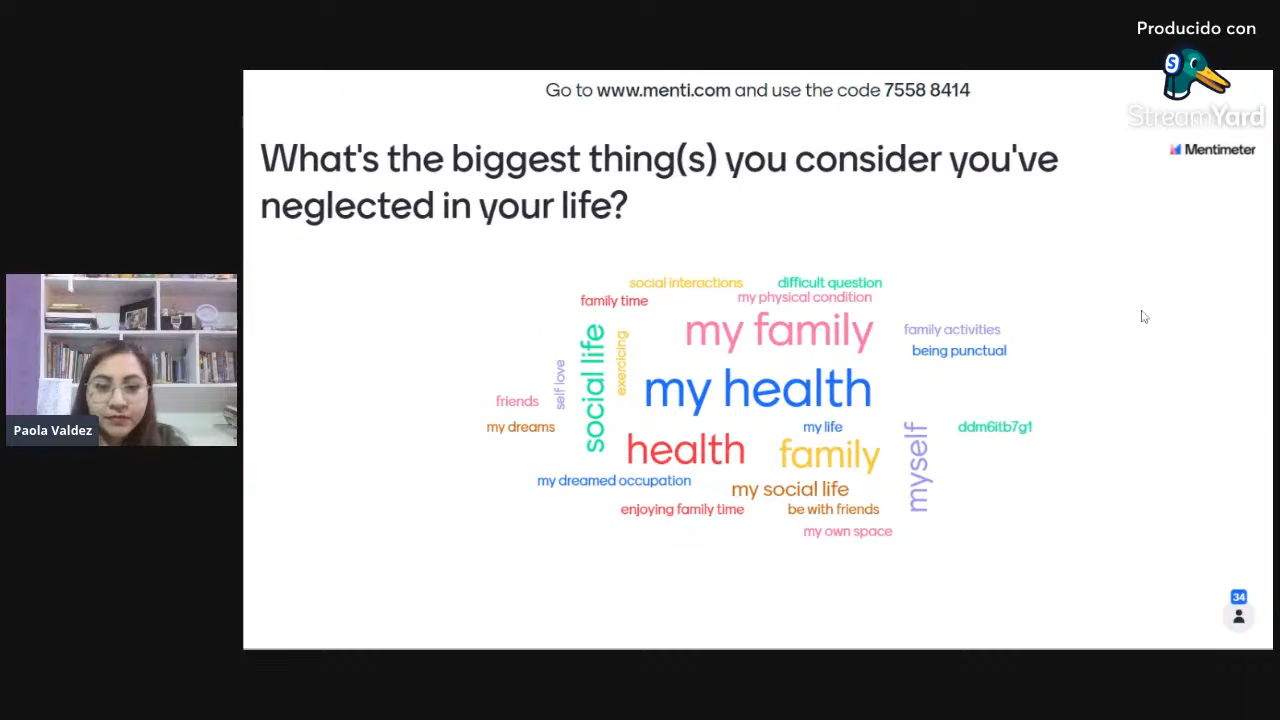 Producido con
S
StreamYard
Go to www.menti.com and use the code 7558 8414
Mentimeter
What's the biggest thing(s) you consider you've
neglected in your life?
social interactions
difficult question
family time
my physical condition
my family
family activities
being punctual
social life
exercicing
self love
my health
friends
my dreams
my life
myself
ddm6itb7g1
health
family
my dreamed occupation
my social life
enjoying family time
be with friends
my own space
Paola Valdez
34